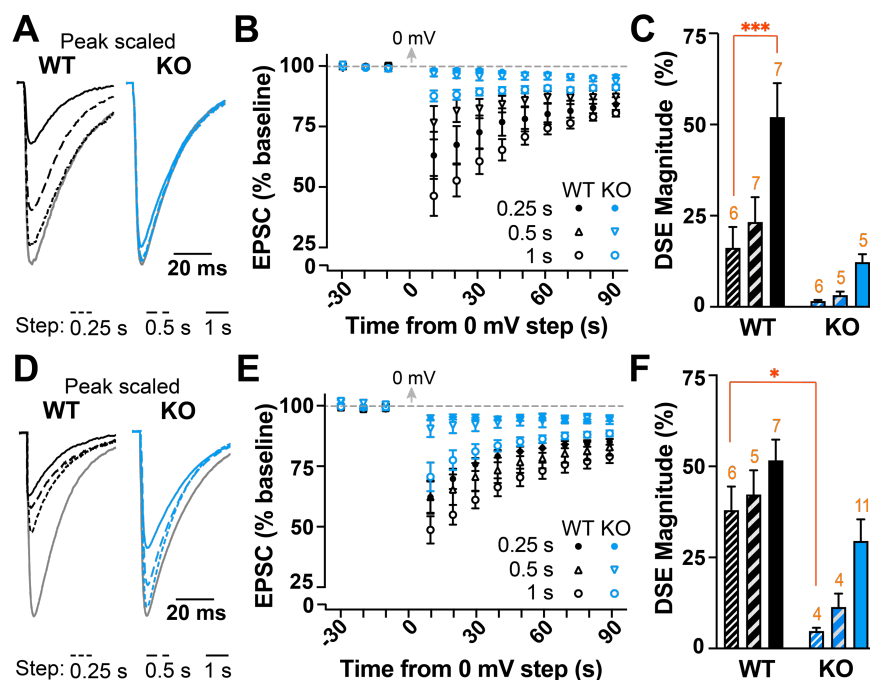 A
Peak scaled
WT KO
20 ms
Step: 0.25 s 0.5 s 1 s
B
0 mV
EPSC (% baseline)
100
75
50
25
0
WT KO
0.25 s
0.5 s
1 s
-30 0 30 60 90
Time from 0 mV step (s)
C
DSE Magnitude (%)
75
50
25
0
***
6 7 7 6 5 5
WT KO
D
Peak scaled
WT KO
20 ms
Step: 0.25 s 0.5 s 1 s
E
0 mV
EPSC (% baseline)
100
75
50
25
0
WT KO
0.25 s
0.5 s
1 s
-30 0 30 60 90
Time from 0 mV step (s)
F
DSE Magnitude (%)
75
50
25
0
*
6 5 7 4 4 11
WT KO